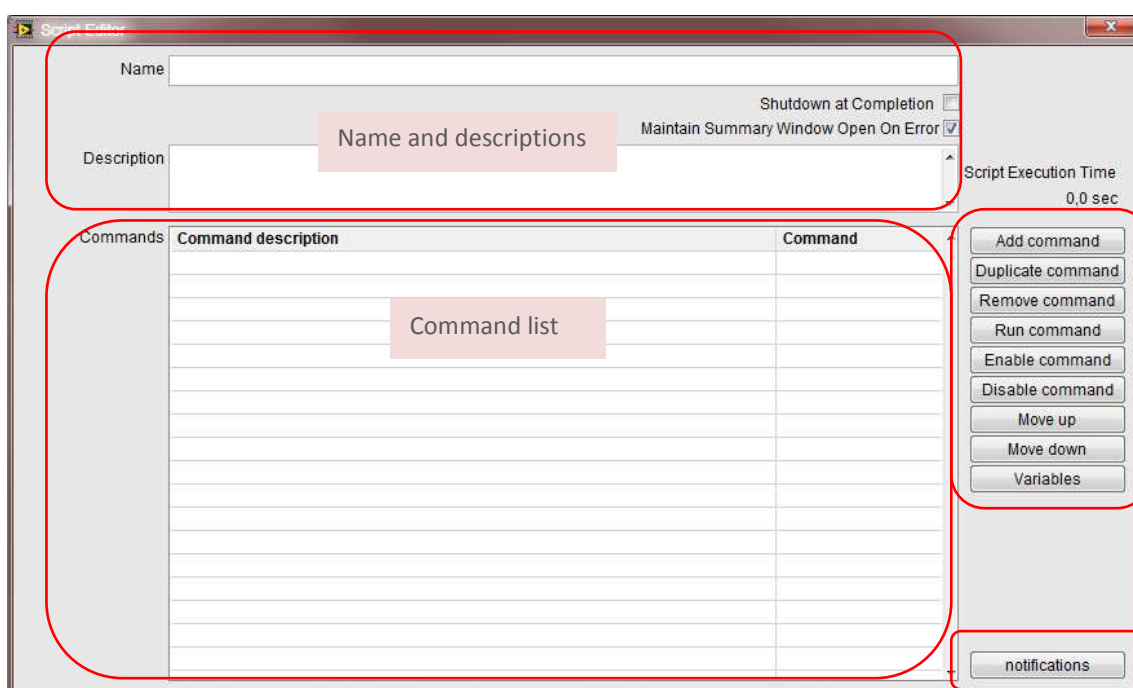 Script Editor
Name
Shutdown at Completion
Maintain Summary Window Open On Error
Name and descriptions
Description
Script Execution Time
0,0 sec
Commands Command description Command
Add command
Duplicate command
Remove command
Command list
Run command
Enable command
Disable command
Move up
Move down
Variables
notifications